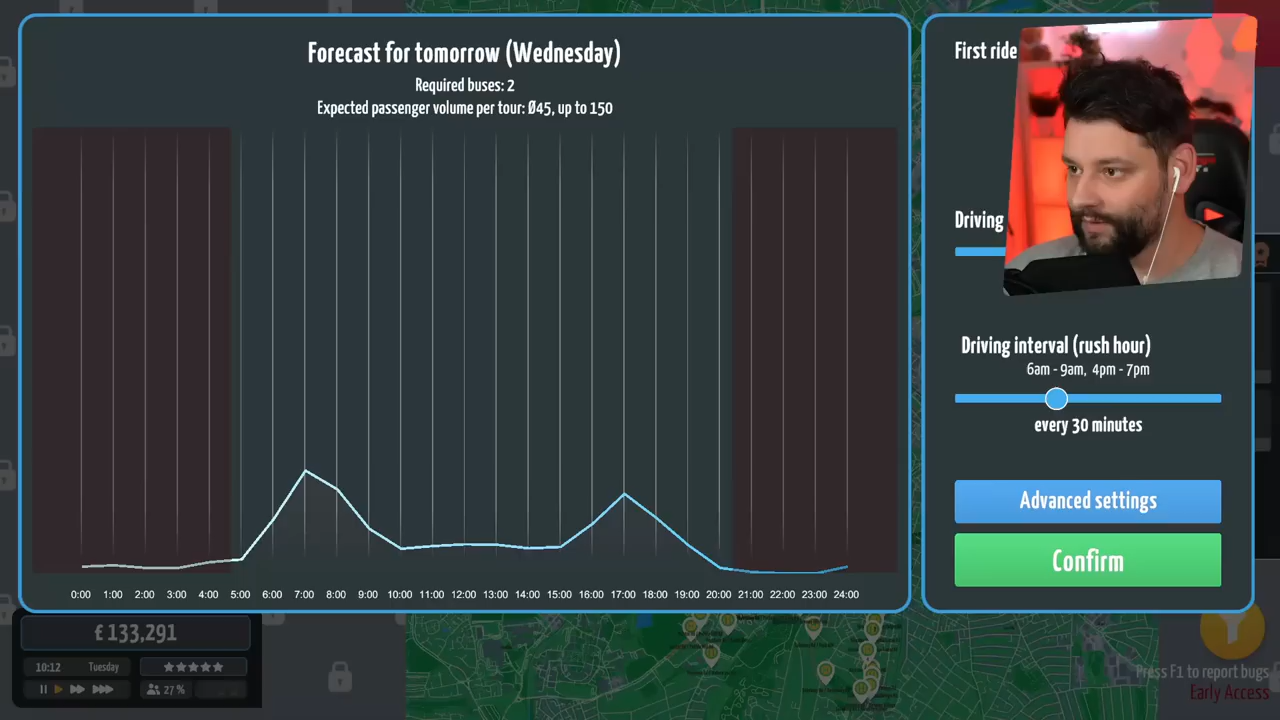 Forecast for tomorrow (Wednesday)
Required buses: 2
Expected passenger volume per tour: Ø45, up to 150
0:00 1:00 2:00 3:00 4:00 5:00 6:00 7:00 8:00 9:00 10:00 11:00 12:00 13:00 14:00 15:00 16:00 17:00 18:00 19:00 20:00 21:00 22:00 23:00 24:00
First ride
Driving
Driving interval (rush hour)
6am - 9am, 4pm - 7pm
every 30 minutes
Advanced settings
Confirm
£ 133,291
10:12 Tuesday
27 %
Press F1 to report bugs
Early Access